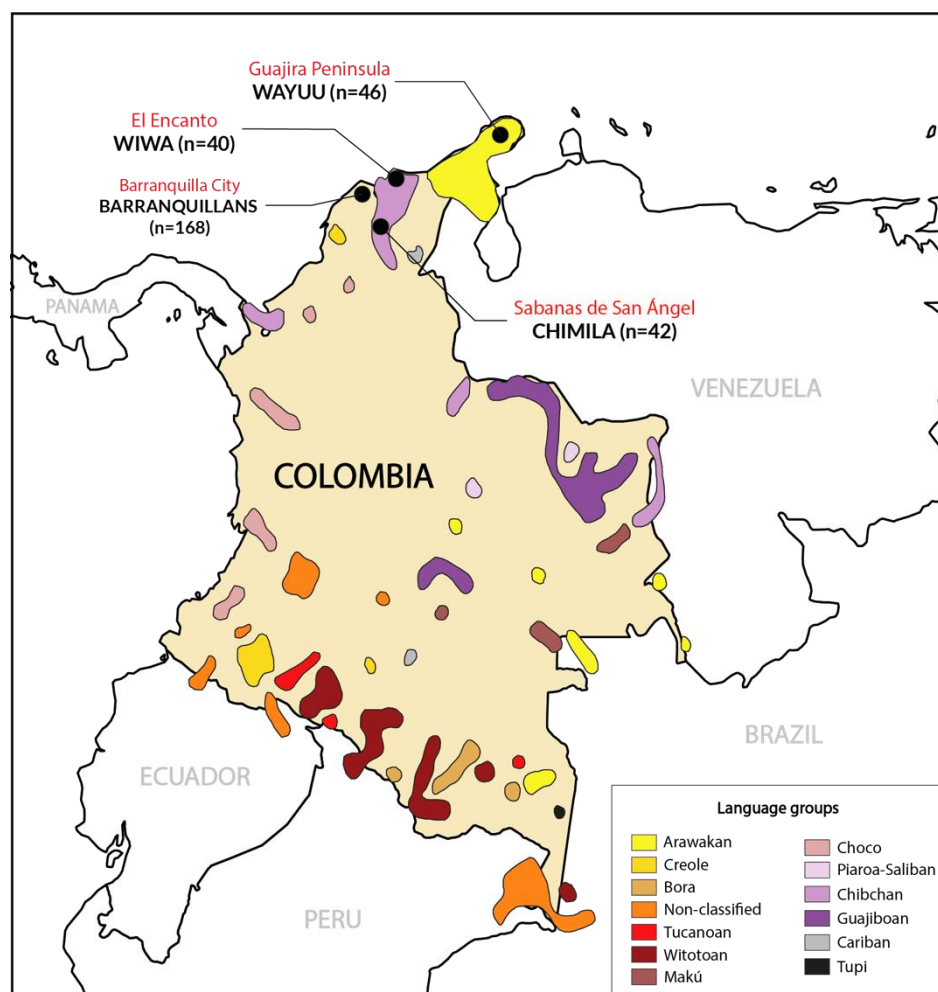 Guajira Peninsula
WAYUU (n=46)
El Encanto
WIWA (n=40)
Barranquilla City
BARRANQUILLANS
(n=168)
PANAMA
Sabanas de San Ángel
CHIMILA (n=42)
VENEZUELA
COLOMBIA
BRAZIL
ECUADOR
PERU
Language groups
Arawakan
Creole
Bora
Non-classified
Tucanoan
Witotoan
Makú
Choco
Piaroa-Saliban
Chibchan
Guajiboan
Cariban
Tupi